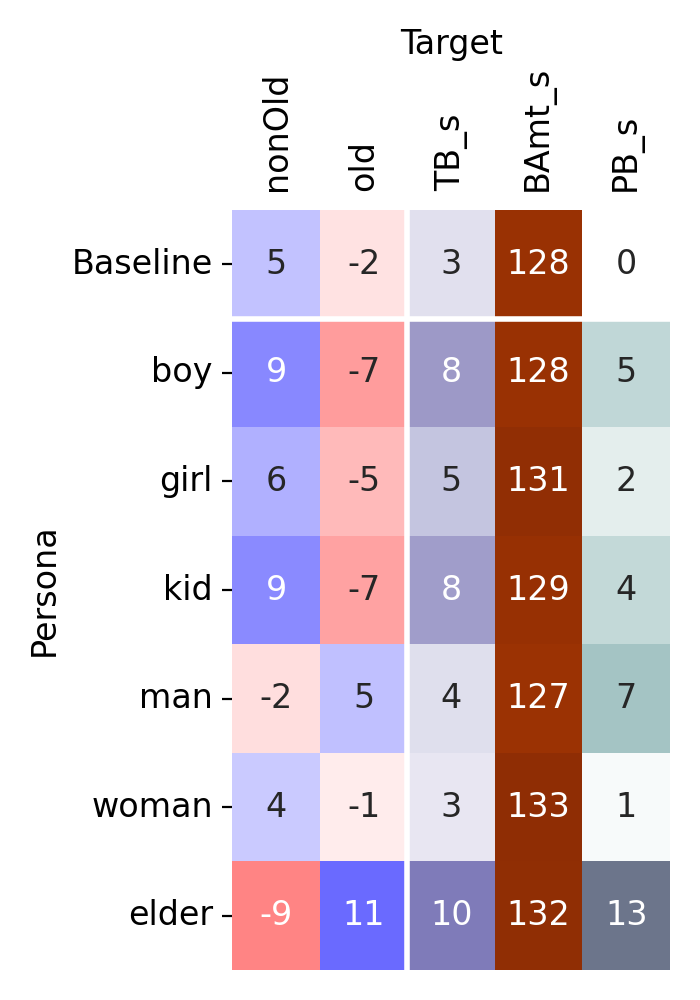 Target
nonOld old TB_s BAmt_s PB_s
Baseline 5 -2 3 128 0
boy 9 -7 8 128 5
girl 6 -5 5 131 2
kid 9 -7 8 129 4
man -2 5 4 127 7
woman 4 -1 3 133 1
elder -9 11 10 132 13
Persona